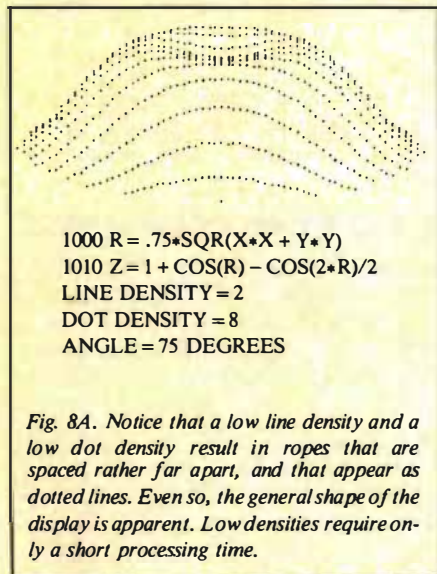 1000 R = .75*SQR(X*X + Y*Y)
1010 Z = 1 + COS(R) – COS(2*R)/2
LINE DENSITY = 2
DOT DENSITY = 8
ANGLE = 75 DEGREES
Fig. 8A. Notice that a low line density and a
low dot density result in ropes that are
spaced rather far apart, and that appear as
dotted lines. Even so, the general shape of the
display is apparent. Low densities require on-
ly a short processing time.